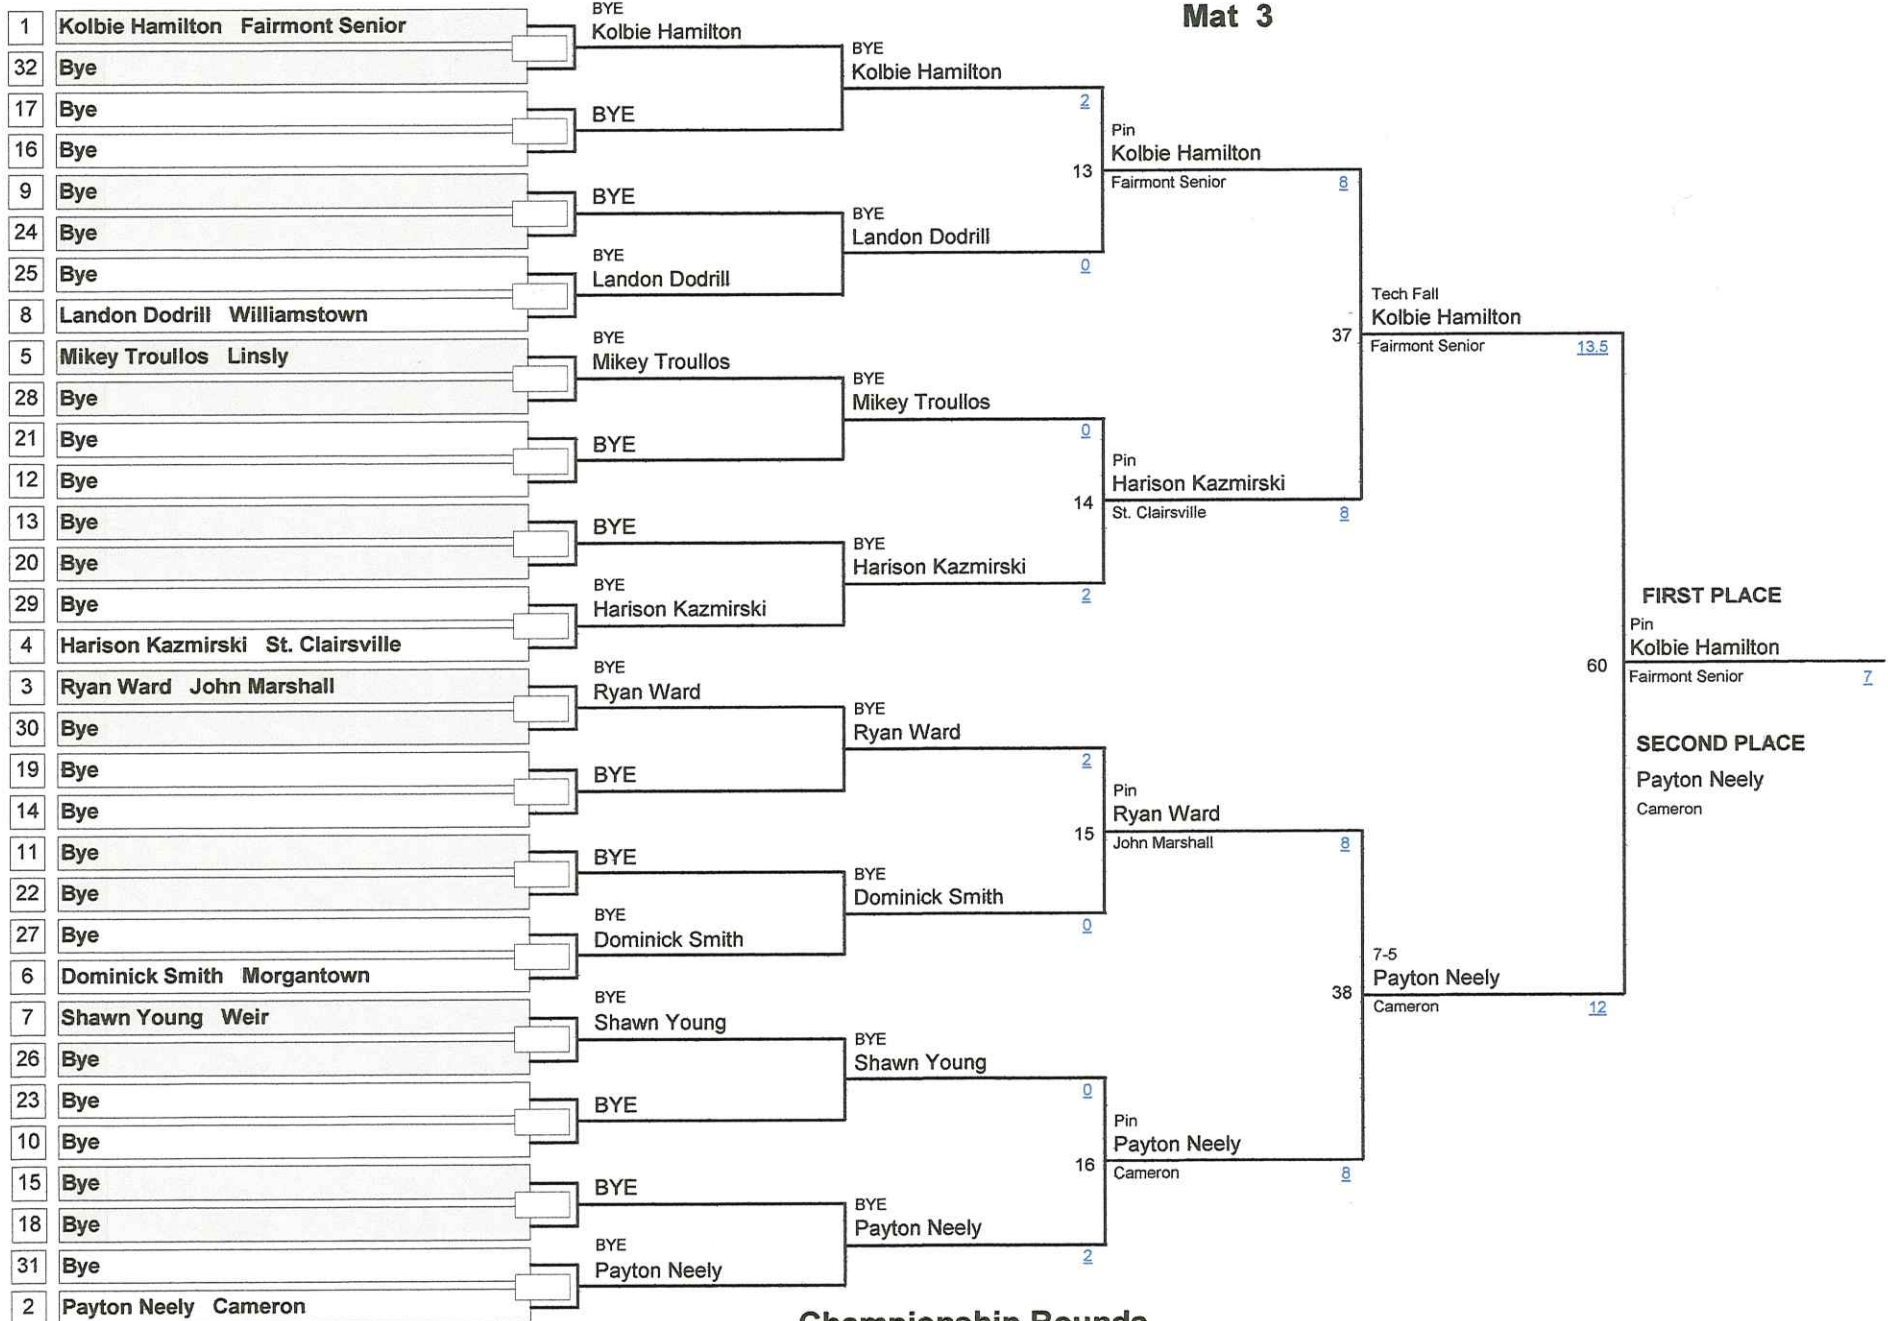 Mat 3
1 Kolbie Hamilton Fairmont Senior
32 Bye
17 Bye
16 Bye
9 Bye
24 Bye
25 Bye
8 Landon Dodrill Williamstown
5 Mikey Troullos Linsly
28 Bye
21 Bye
12 Bye
13 Bye
20 Bye
29 Bye
4 Harison Kazmirski St. Clairsville
3 Ryan Ward John Marshall
30 Bye
19 Bye
14 Bye
11 Bye
22 Bye
27 Bye
6 Dominick Smith Morgantown
7 Shawn Young Weir
26 Bye
23 Bye
10 Bye
15 Bye
18 Bye
31 Bye
2 Payton Neely Cameron
BYE
Kolbie Hamilton
BYE
BYE
BYE
Landon Dodrill
BYE
Mikey Troullos
BYE
BYE
BYE
Harison Kazmirski
BYE
Ryan Ward
BYE
BYE
BYE
Dominick Smith
BYE
Shawn Young
BYE
BYE
BYE
Payton Neely
BYE
Kolbie Hamilton
2
13
BYE
Landon Dodrill
0
BYE
Mikey Troullos
0
14
BYE
Harison Kazmirski
2
BYE
Ryan Ward
2
15
BYE
Dominick Smith
0
BYE
Shawn Young
0
16
BYE
Payton Neely
2
Pin
Kolbie Hamilton
Fairmont Senior 8
37
Pin
Harison Kazmirski
St. Clairsville 8
Pin
Ryan Ward
John Marshall 8
38
Pin
Payton Neely
Cameron 8
Tech Fall
Kolbie Hamilton
Fairmont Senior 13.5
60
7-5
Payton Neely
Cameron 12
FIRST PLACE
Pin
Kolbie Hamilton
Fairmont Senior 7
SECOND PLACE
Payton Neely
Cameron
Championship Rounds